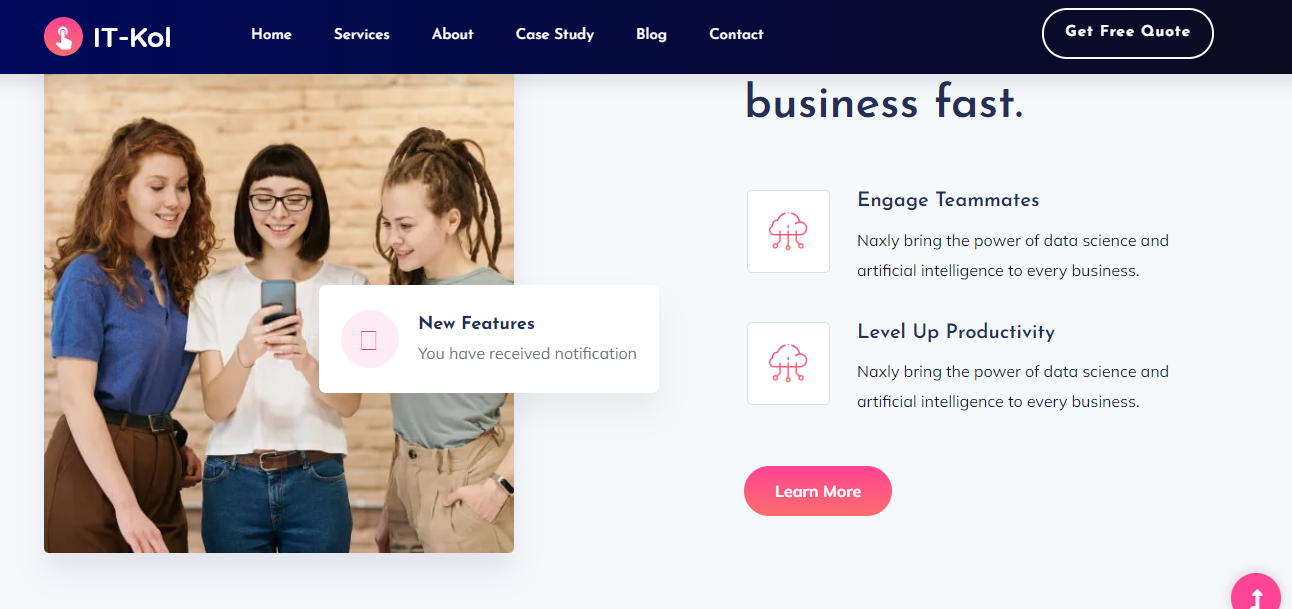 IT-Kol
Home
Services
About
Case Study
Blog
Contact
Get Free Quote
business fast.
Engage Teammates
Naxly bring the power of data science and
artificial intelligence to every business.
New Features
You have received notification
Level Up Productivity
Naxly bring the power of data science and
artificial intelligence to every business.
Learn More